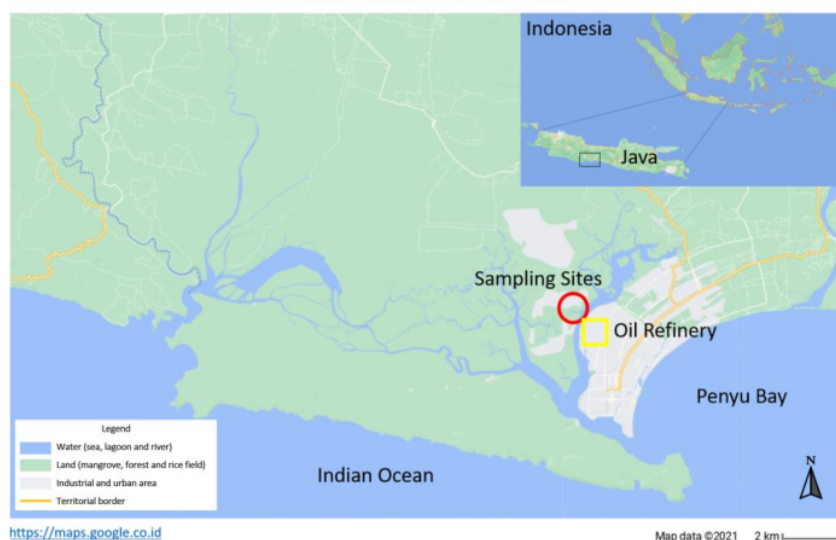 Indonesia
Java
Sampling Sites
Oil Refinery
Penyu Bay
Indian Ocean
Legend
Water (sea, lagoon and river)
Land (mangrove, forest and rice field)
Industrial and urban area
Territorial border
N
https://maps.google.co.id
Map data ©2021 2 km